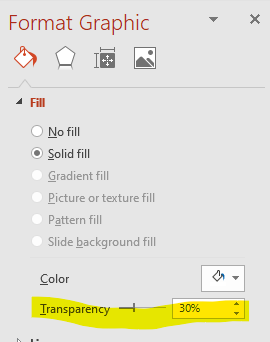 Format Graphic
Fill
No fill
Solid fill
Gradient fill
Picture or texture fill
Pattern fill
Slide background fill
Color
Transparency 30%